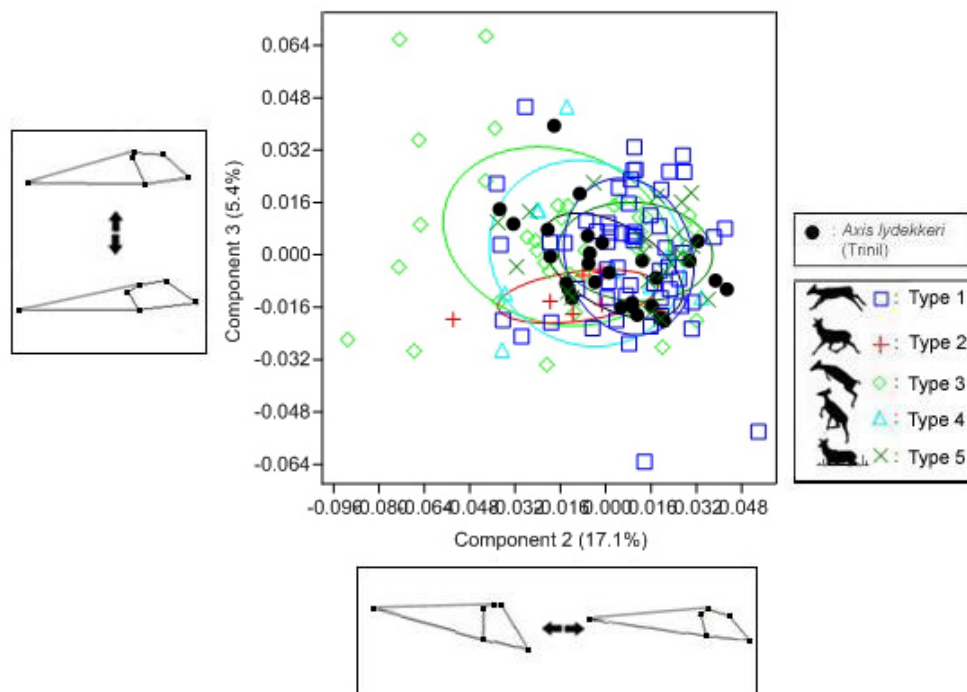 0.064
0.048
0.032
0.016
0.000
-0.016
-0.032
-0.048
-0.064
Component 3 (5.4%)
-0.096 -0.080 -0.064 -0.048 -0.032 -0.016 0.000 0.016 0.032 0.048
Component 2 (17.1%)
: Axis lydekkeri
(Trinil)
: Type 1
: Type 2
: Type 3
: Type 4
: Type 5